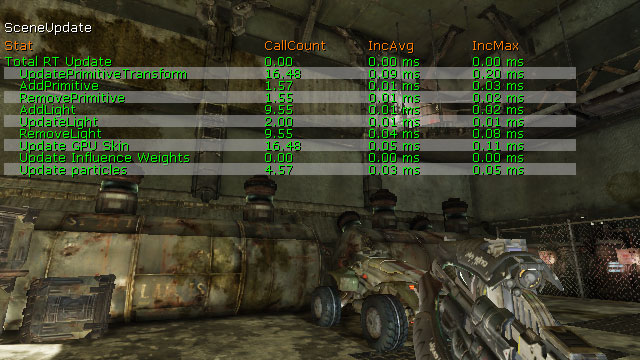 SceneUpdate
Stat CallCount IncAvg IncMax
Total RT Update 0.00 0.00 ms 0.00 ms
UpdatePrimitiveTransform 16.48 0.09 ms 0.20 ms
AddPrimitive 1.57 0.01 ms 0.03 ms
RemovePrimitive 1.55 0.01 ms 0.02 ms
AddLight 9.55 0.01 ms 0.02 ms
UpdateLight 2.00 0.01 ms 0.01 ms
RemoveLight 9.55 0.04 ms 0.08 ms
Update GPU Skin 16.48 0.05 ms 0.11 ms
Update Influence Weights 0.00 0.00 ms 0.00 ms
Update particles 4.57 0.03 ms 0.05 ms